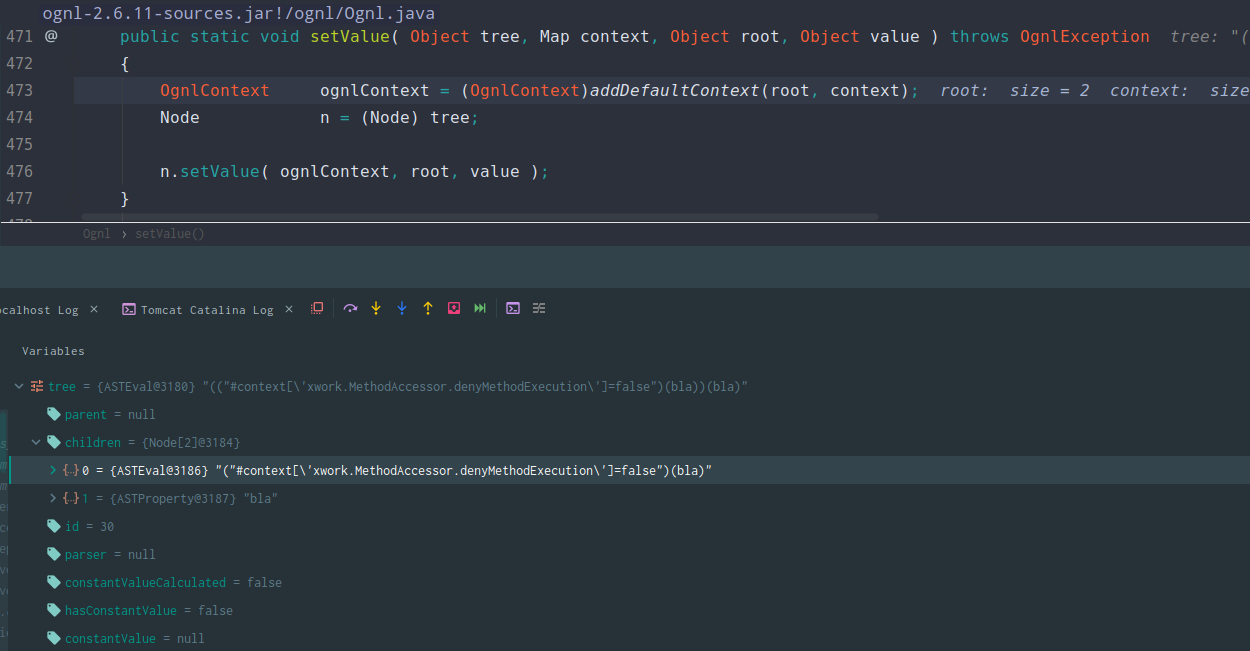 ognl-2.6.11-sources.jar!/ognl/Ognl.java
471 @ public static void setValue( Object tree, Map context, Object root, Object value ) throws OgnlException tree: "(
472 {
473 OgnlContext ognlContext = (OgnlContext)addDefaultContext(root, context); root: size = 2 context: size
474 Node n = (Node) tree;
475
476 n.setValue( ognlContext, root, value );
477 }
Ognl › setValue()
ocalhost Log × Tomcat Catalina Log ×
Variables
tree = {ASTEval@3180} "(("#context[\'xwork.MethodAccessor.denyMethodExecution\']=false")(bla))(bla)"
parent = null
children = {Node[2]@3184}
0 = {ASTEval@3186} "("#context[\'xwork.MethodAccessor.denyMethodExecution\']=false")(bla)"
1 = {ASTProperty@3187} "bla"
id = 30
parser = null
constantValueCalculated = false
hasConstantValue = false
constantValue = null